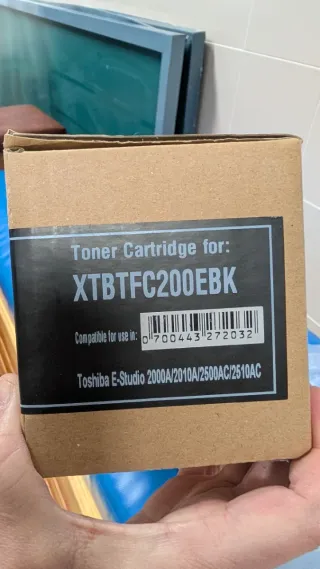 Toner Cartridge for:
XTBTFC200EBK
Compatible for use in:
0 700443 272032
Toshiba E-Studio 2000A/2010A/2500AC/2510AC